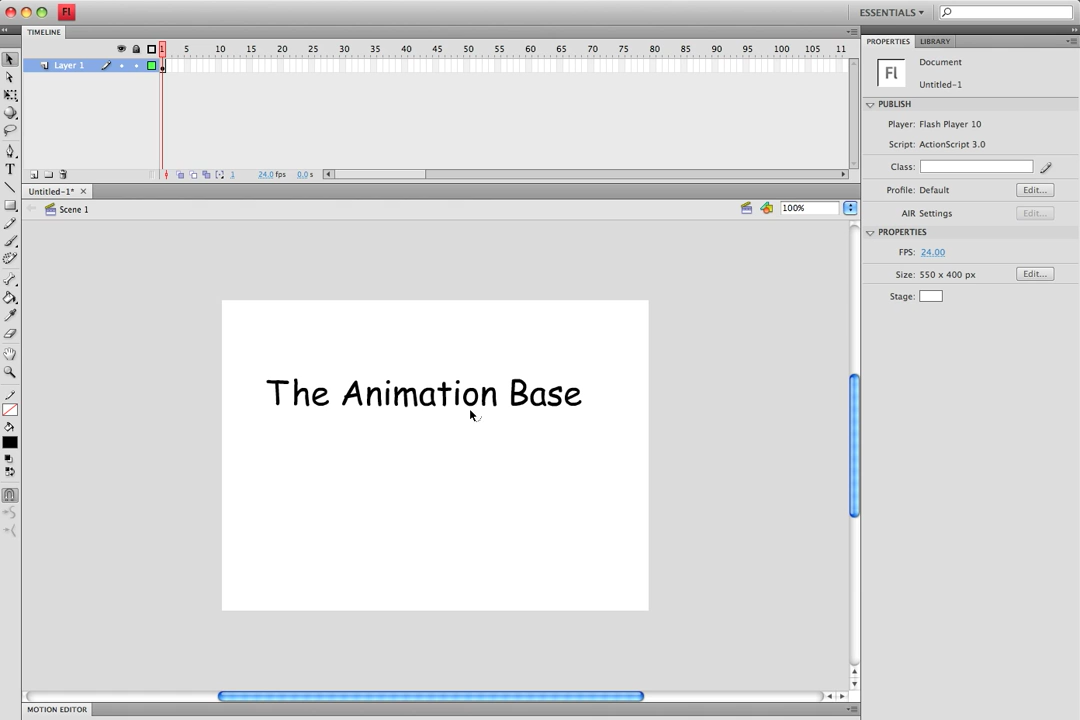 Fl
ESSENTIALS
TIMELINE
1 5 10 15 20 25 30 35 40 45 50 55 60 65 70 75 80 85 90 95 100 105 11
Layer 1
1 24.0 fps 0.0 s
Untitled-1*
Scene 1
100%
The Animation Base
MOTION EDITOR
PROPERTIES LIBRARY
Fl
Document
Untitled-1
PUBLISH
Player: Flash Player 10
Script: ActionScript 3.0
Class:
Profile: Default Edit...
AIR Settings Edit...
PROPERTIES
FPS: 24.00
Size: 550 x 400 px Edit...
Stage:
T